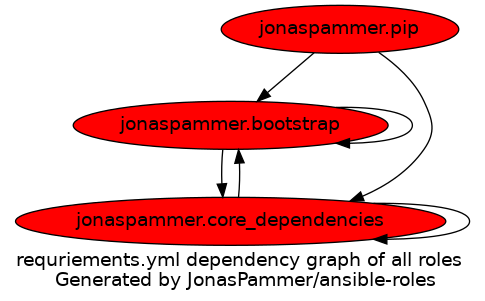 jonaspammer.pip
jonaspammer.bootstrap
jonaspammer.core_dependencies
requriements.yml dependency graph of all roles
Generated by JonasPammer/ansible-roles